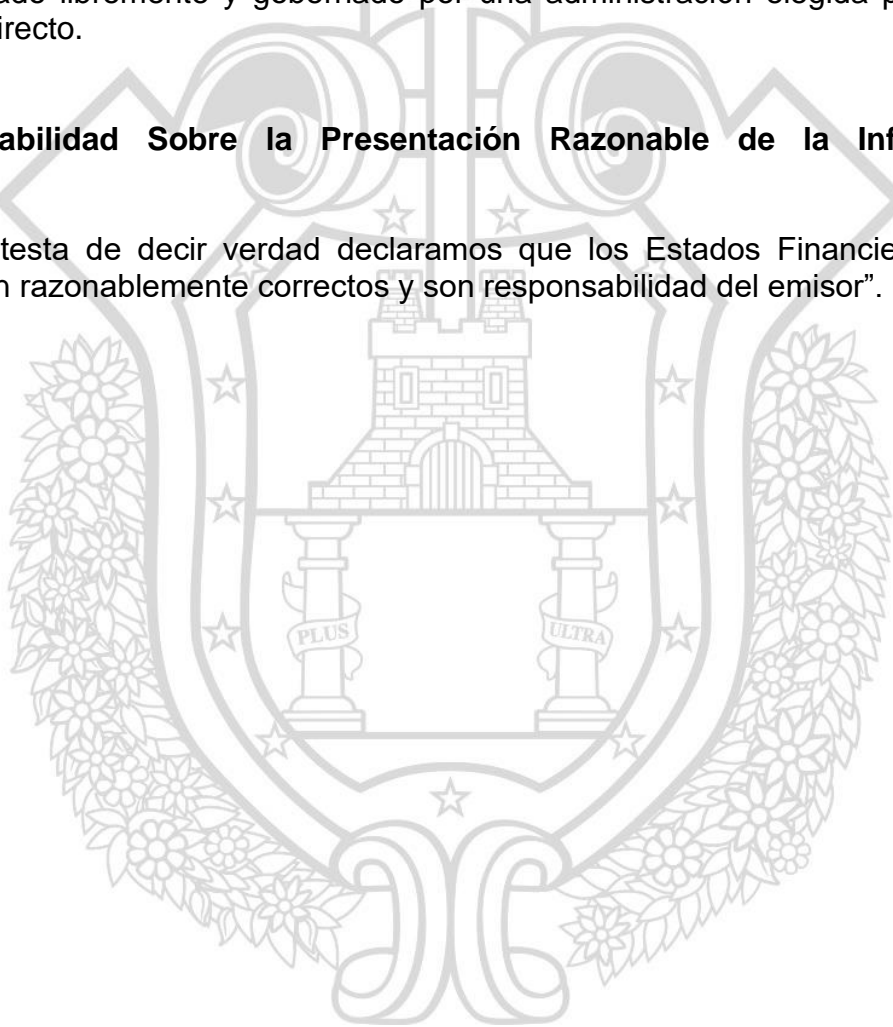 ado libremente y gobernado por una administración elegida p
irecto.
abilidad Sobre la Presentación Razonable de la Inf
testa de decir verdad declaramos que los Estados Financie
n razonablemente correctos y son responsabilidad del emisor”.
PLUS ULTRA